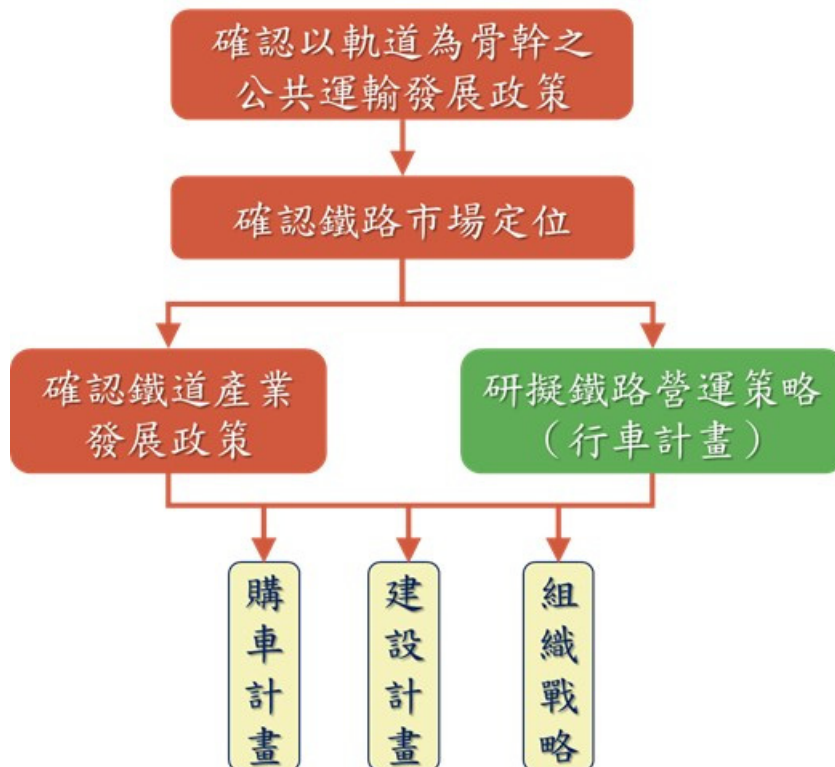 確認以軌道為骨幹之
公共運輸發展政策
確認鐵路市場定位
確認鐵道產業
發展政策
研擬鐵路營運策略
（行車計畫）
購車計畫
建設計畫
組織戰略